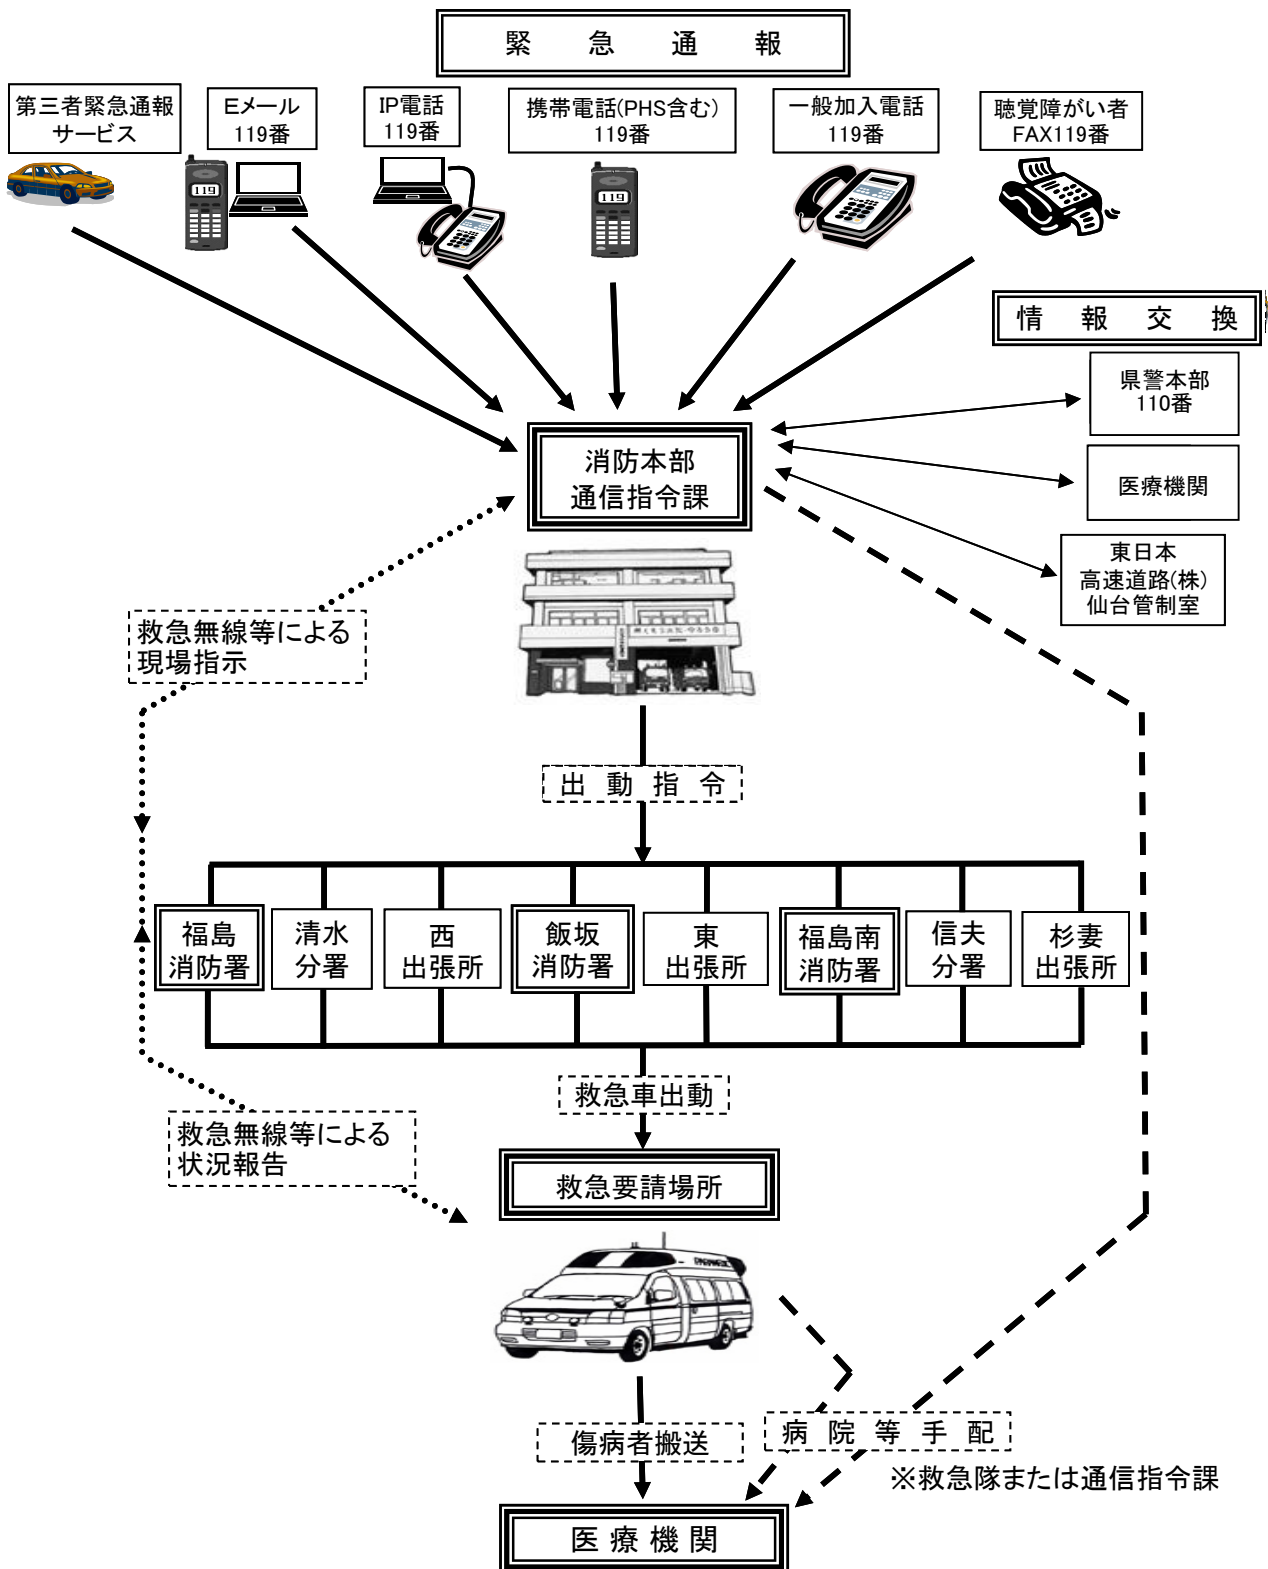 緊急通報
第三者緊急通報
サービス
Eメール
119番
IP電話
119番
携帯電話(PHS含む)
119番
一般加入電話
119番
聴覚障がい者
FAX119番
119
119
情報交換
県警本部
110番
医療機関
東日本
高速道路(株)
仙台管制室
消防本部
通信指令課
救急無線等による
現場指示
出動指令
福島
消防署
清水
分署
西
出張所
飯坂
消防署
東
出張所
福島南
消防署
信夫
分署
杉妻
出張所
救急車出動
救急無線等による
状況報告
救急要請場所
傷病者搬送
病院等手配
※救急隊または通信指令課
医療機関